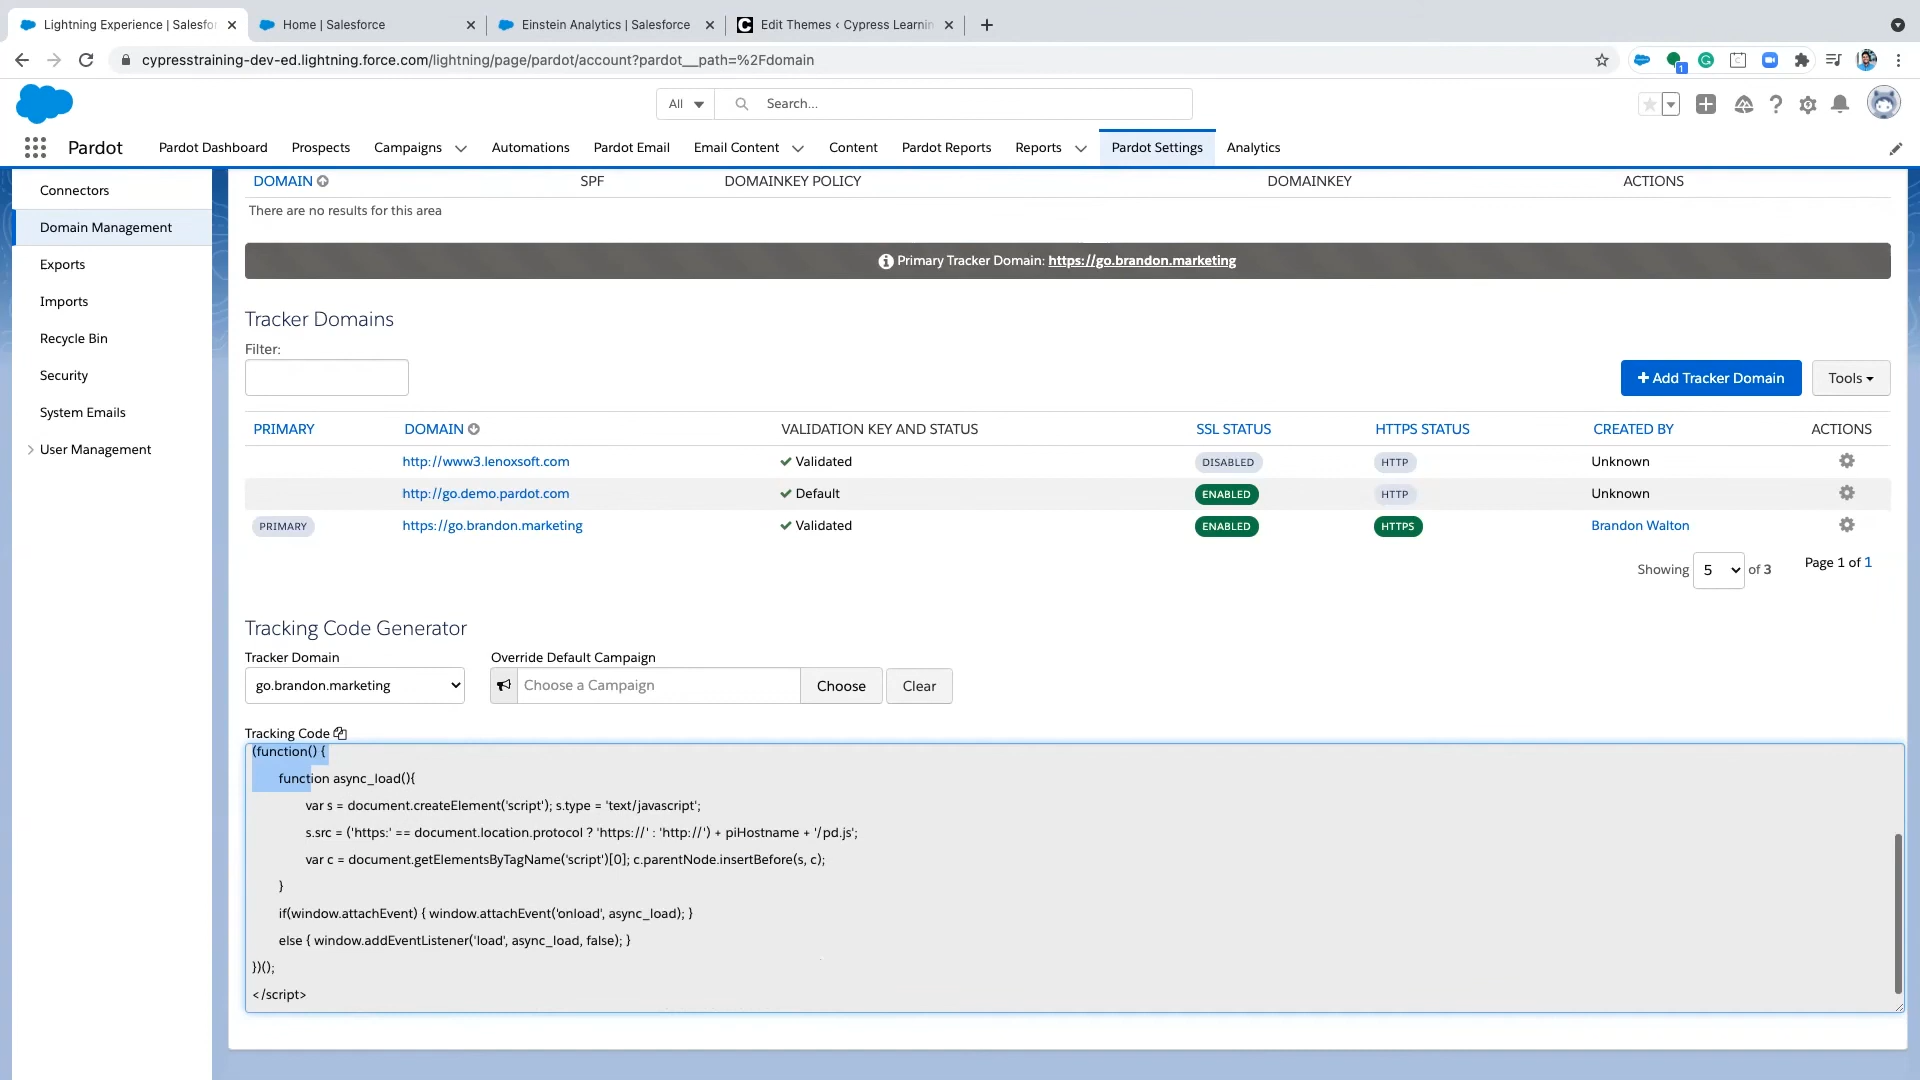 Lightning Experience | Salesfo
Home | Salesforce
Einstein Analytics | Salesforce
Edit Themes ‹ Cypress Learnin
cypresstraining-dev-ed.lightning.force.com/lightning/page/pardot/account?pardot__path=%2Fdomain
1
All
Search...
Pardot
Pardot Dashboard
Prospects
Campaigns
Automations
Pardot Email
Email Content
Content
Pardot Reports
Reports
Pardot Settings
Analytics
Connectors
Domain Management
Exports
Imports
Recycle Bin
Security
System Emails
User Management
DOMAIN SPF DOMAINKEY POLICY DOMAINKEY ACTIONS
There are no results for this area
Primary Tracker Domain: https://go.brandon.marketing
Tracker Domains
Filter:
+ Add Tracker Domain
Tools
PRIMARY DOMAIN VALIDATION KEY AND STATUS SSL STATUS HTTPS STATUS CREATED BY ACTIONS
http://www3.lenoxsoft.com Validated DISABLED HTTP Unknown
http://go.demo.pardot.com Default ENABLED HTTP Unknown
PRIMARY https://go.brandon.marketing Validated ENABLED HTTPS Brandon Walton
Showing 5 of 3
Page 1 of 1
Tracking Code Generator
Tracker Domain
Override Default Campaign
go.brandon.marketing
Choose a Campaign
Choose
Clear
Tracking Code
(function() {
function async_load(){
var s = document.createElement('script'); s.type = 'text/javascript';
s.src = ('https:' == document.location.protocol ? 'https://' : 'http://') + piHostname + '/pd.js';
var c = document.getElementsByTagName('script')[0]; c.parentNode.insertBefore(s, c);
}
if(window.attachEvent) { window.attachEvent('onload', async_load); }
else { window.addEventListener('load', async_load, false); }
})();
</script>